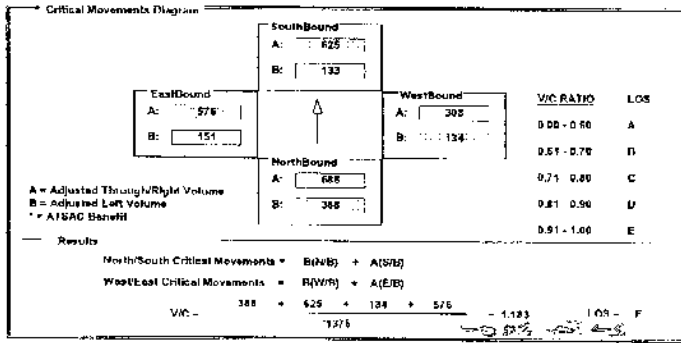 Critical Movements Diagram
SouthBound
A: 625
B: 133
EastBound
A: 576
B: 151
WestBound
A: 308
B: 134
NorthBound
A: 688
B: 388
V/C RATIO LOS
0.00 - 0.60 A
0.61 - 0.70 B
0.71 - 0.80 C
0.81 - 0.90 D
0.91 - 1.00 E
A = Adjusted Through/Right Volume
B = Adjusted Left Volume
* = ATSAC Benefit
Results
North/South Critical Movements = B(N/B) + A(S/B)
West/East Critical Movements = B(W/B) + A(E/B)
388 + 625 + 134 + 576
V/C = = 1.183 LOS = F
*1375